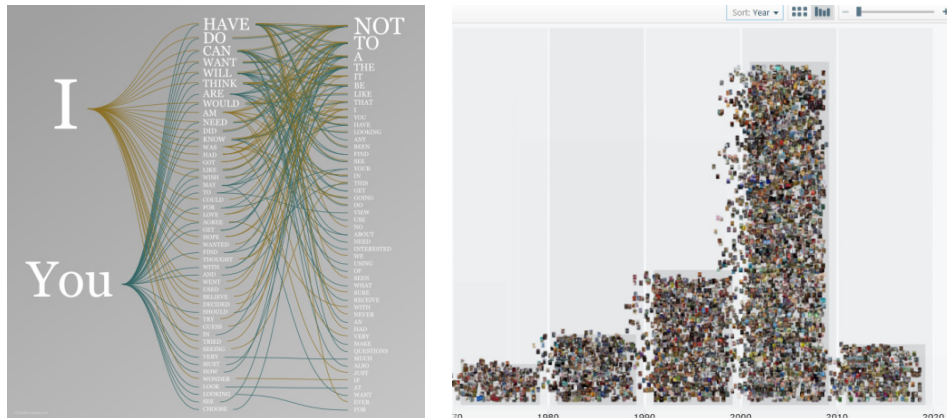 I
You
HAVE
DO
CAN
WANT
WILL
THINK
ARE
WOULD
AM
NEED
DID
KNOW
WAS
HAD
GOT
LIKE
WISH
MAY
TO
COULD
FOR
LOVE
AGREE
GET
HOPE
WANTED
FIND
THOUGHT
WITH
AND
WENT
USED
BELIEVE
DECIDED
SHOULD
TRY
GUESS
IN
TRIED
SEEING
VERY
MUST
HOW
WONDER
LOOK
LOOKING
SEE
CHOOSE
NOT
TO
A
THE
IT
BE
LIKE
THAT
I
YOU
HAVE
LOOKING
ANY
BEEN
FIND
SEE
YOUR
IN
THIS
GET
GOING
DO
VIEW
USE
NO
ABOUT
NEED
INTERESTED
WE
USING
OF
SEEN
WHAT
SURE
RECEIVE
WITH
NEVER
AN
HAD
VERY
MAKE
QUESTIONS
MUCH
ALSO
JUST
IF
AT
WANT
EVER
FOR
Sort: Year
70 1980 1990 2000 2010 2020